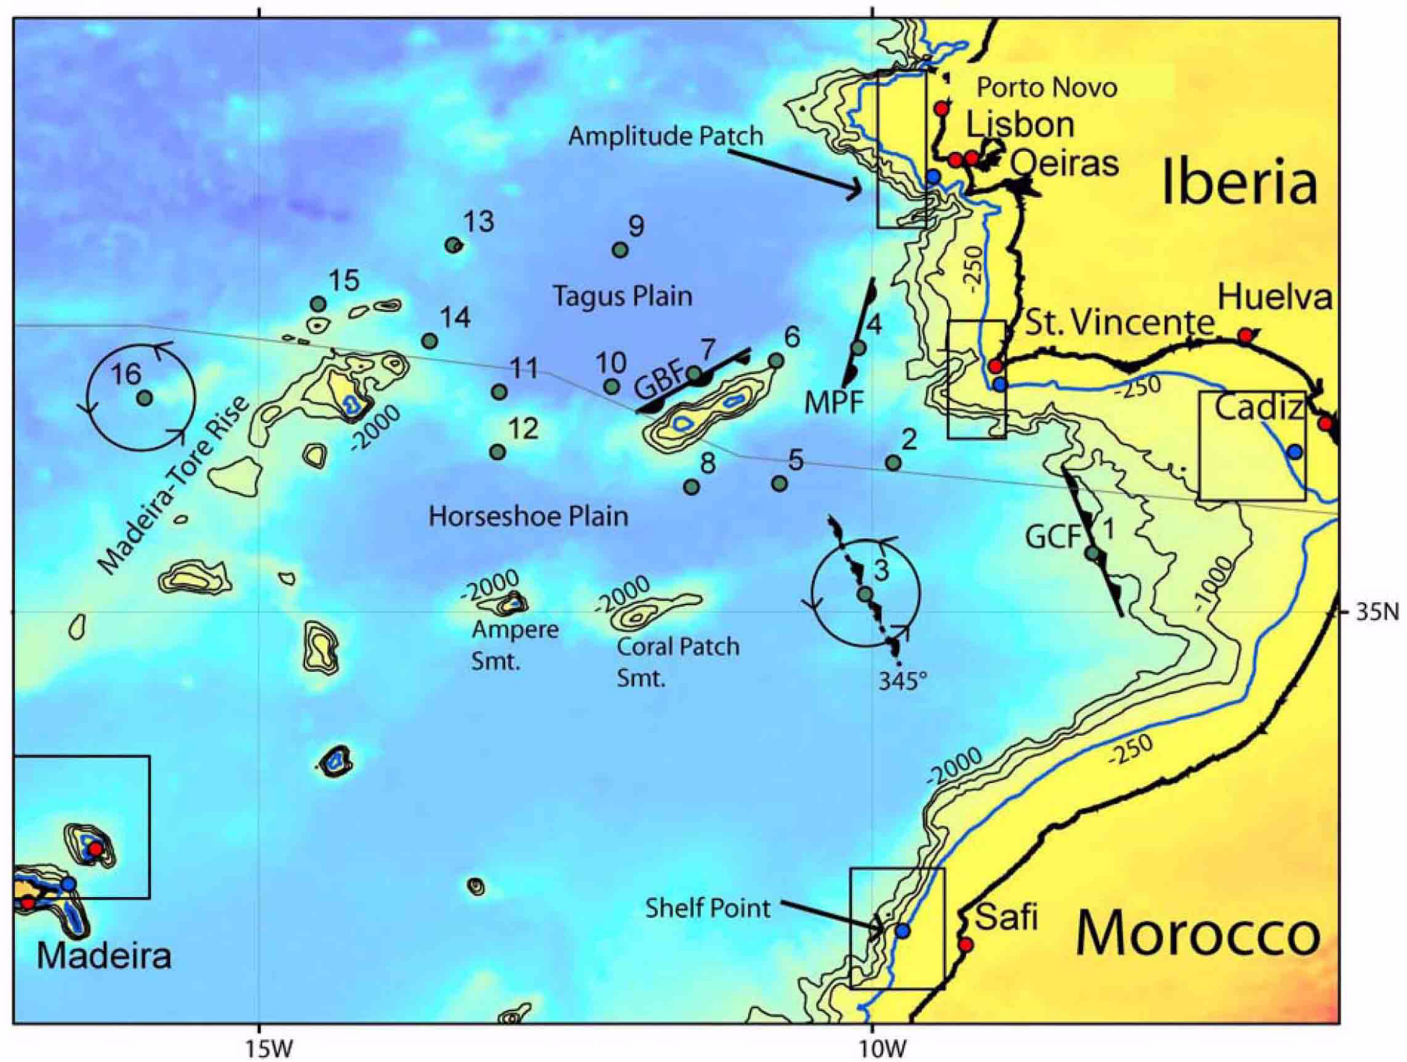 Porto Novo
Amplitude Patch
Lisbon
Oeiras
Iberia
13
9
-250
15
Tagus Plain
Huelva
14
4
St. Vincente
6
7
16
11
10
GBF
MPF
-250
Cadiz
-2000
12
2
Madeira-Tore Rise
8
5
Horseshoe Plain
GCF
1
3
-2000
-2000
-1000
35N
Ampere
Smt.
Coral Patch
Smt.
345°
-2000
-250
Shelf Point
Safi
Morocco
Madeira
15W
10W